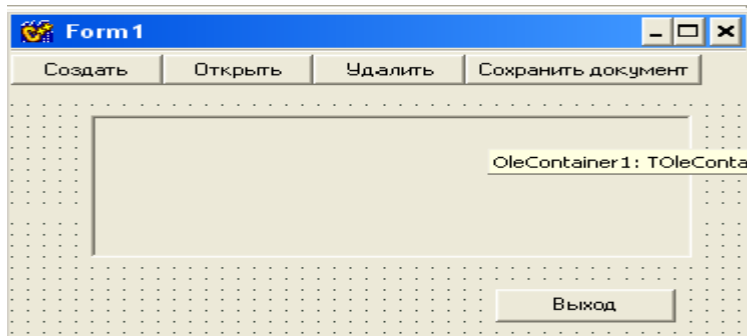 Form1
Создать Открыть Удалить Сохранить документ
OleContainer1: TOleConta
Выход